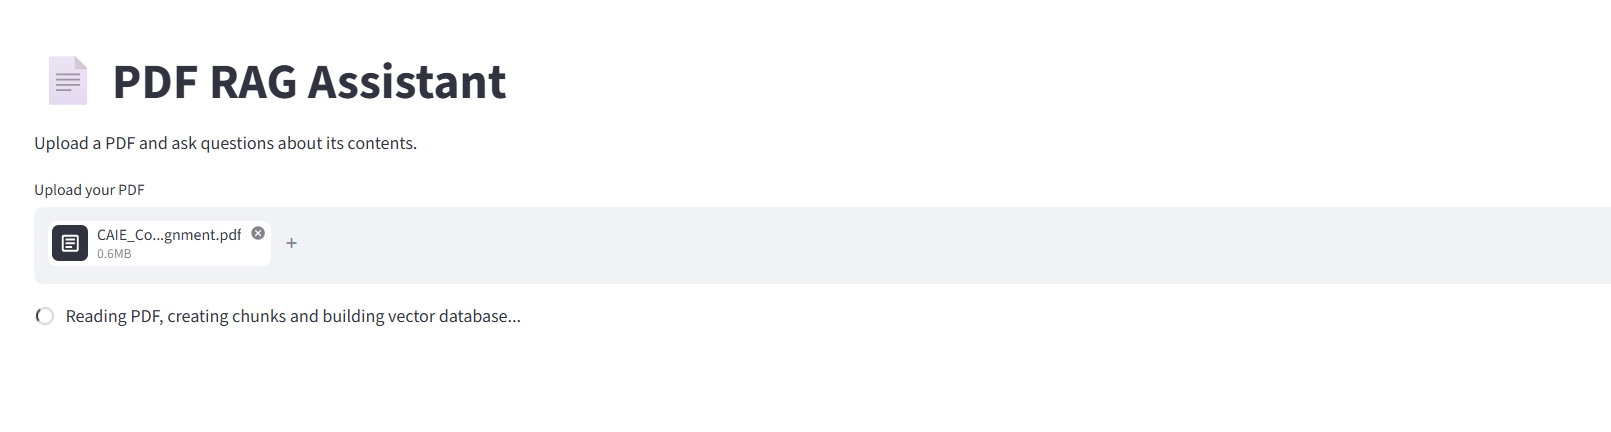 PDF RAG Assistant
Upload a PDF and ask questions about its contents.
Upload your PDF
CAIE_Co...gnment.pdf
0.6MB
Reading PDF, creating chunks and building vector database...